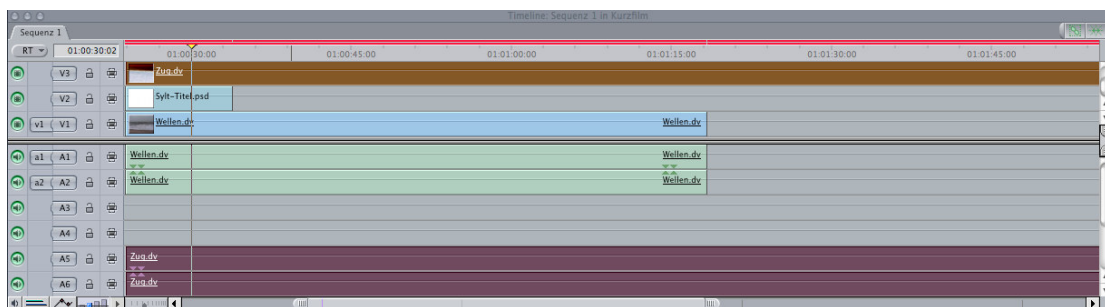 Timeline: Sequenz 1 in Kurzfilm
Sequenz 1
RT 01:00:30:02 01:00:30:00 01:00:45:00 01:01:00:00 01:01:15:00 01:01:30:00 01:01:45:00
V3 Zug.dv
V2 Sylt-Titel.psd
v1 V1 Wellen.dv Wellen.dv
a1 A1 Wellen.dv Wellen.dv
a2 A2 Wellen.dv Wellen.dv
A3
A4
A5 Zug.dv
A6 Zug.dv